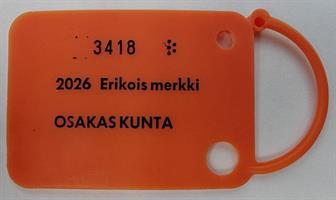 3418
2026 Erikois merkki
OSAKAS KUNTA